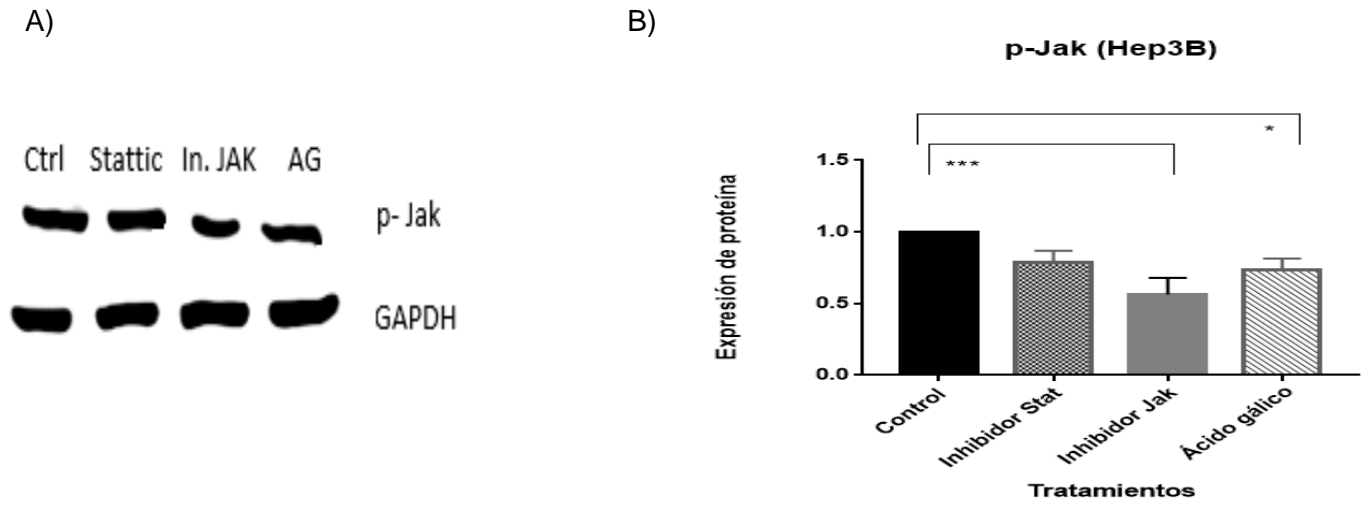 A)
B)
p-Jak (Hep3B)
Ctrl Stattic In. JAK AG
p- Jak
GAPDH
*
***
Expresión de proteína
1.5
1.0
0.5
0.0
Control
Inhibidor Stat
Inhibidor Jak
Àcido gálico
Tratamientos